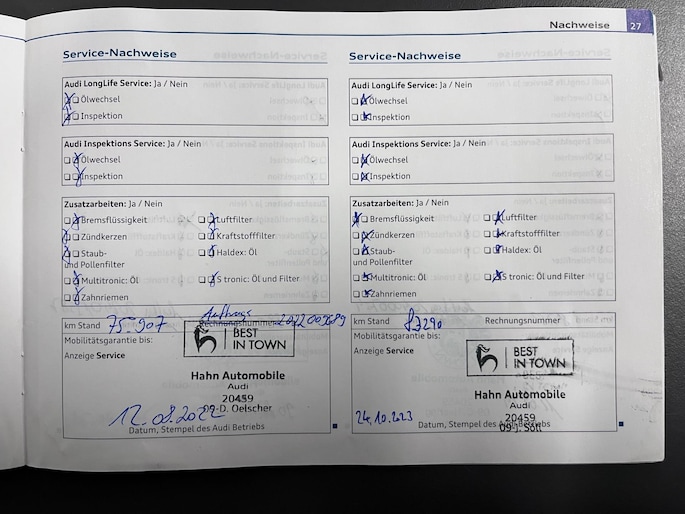 Nachweise 27
Service-Nachweise
Audi LongLife Service: Ja / Nein
Ölwechsel
Inspektion
Audi Inspektions Service: Ja / Nein
Ölwechsel
Inspektion
Zusatzarbeiten: Ja / Nein
Bremsflüssigkeit Luftfilter
Zündkerzen Kraftstofffilter
Staub- Haldex: Öl
und Pollenfilter
Multitronic: Öl S tronic: Öl und Filter
Zahnriemen
Auftrags
km Stand 75-907 Rechnungsnummer
Mobilitätsgarantie bis:
BEST
IN TOWN
Anzeige Service
Hahn Automobile
Audi
20459
09-D. Oelscher
12.08.2022
Datum, Stempel des Audi Betriebs
Service-Nachweise
Audi LongLife Service: Ja / Nein
Ölwechsel
Inspektion
Audi Inspektions Service: Ja / Nein
Ölwechsel
Inspektion
Zusatzarbeiten: Ja / Nein
Bremsflüssigkeit Luftfilter
Zündkerzen Kraftstofffilter
Staub- Haldex: Öl
und Pollenfilter
Multitronic: Öl S tronic: Öl und Filter
Zahnriemen
km Stand Rechnungsnummer
Mobilitätsgarantie bis:
Anzeige Service
BEST
IN TOWN
Hahn Automobile
Audi
20459
24.10.2023
Datum, Stempel des Audi Betriebs